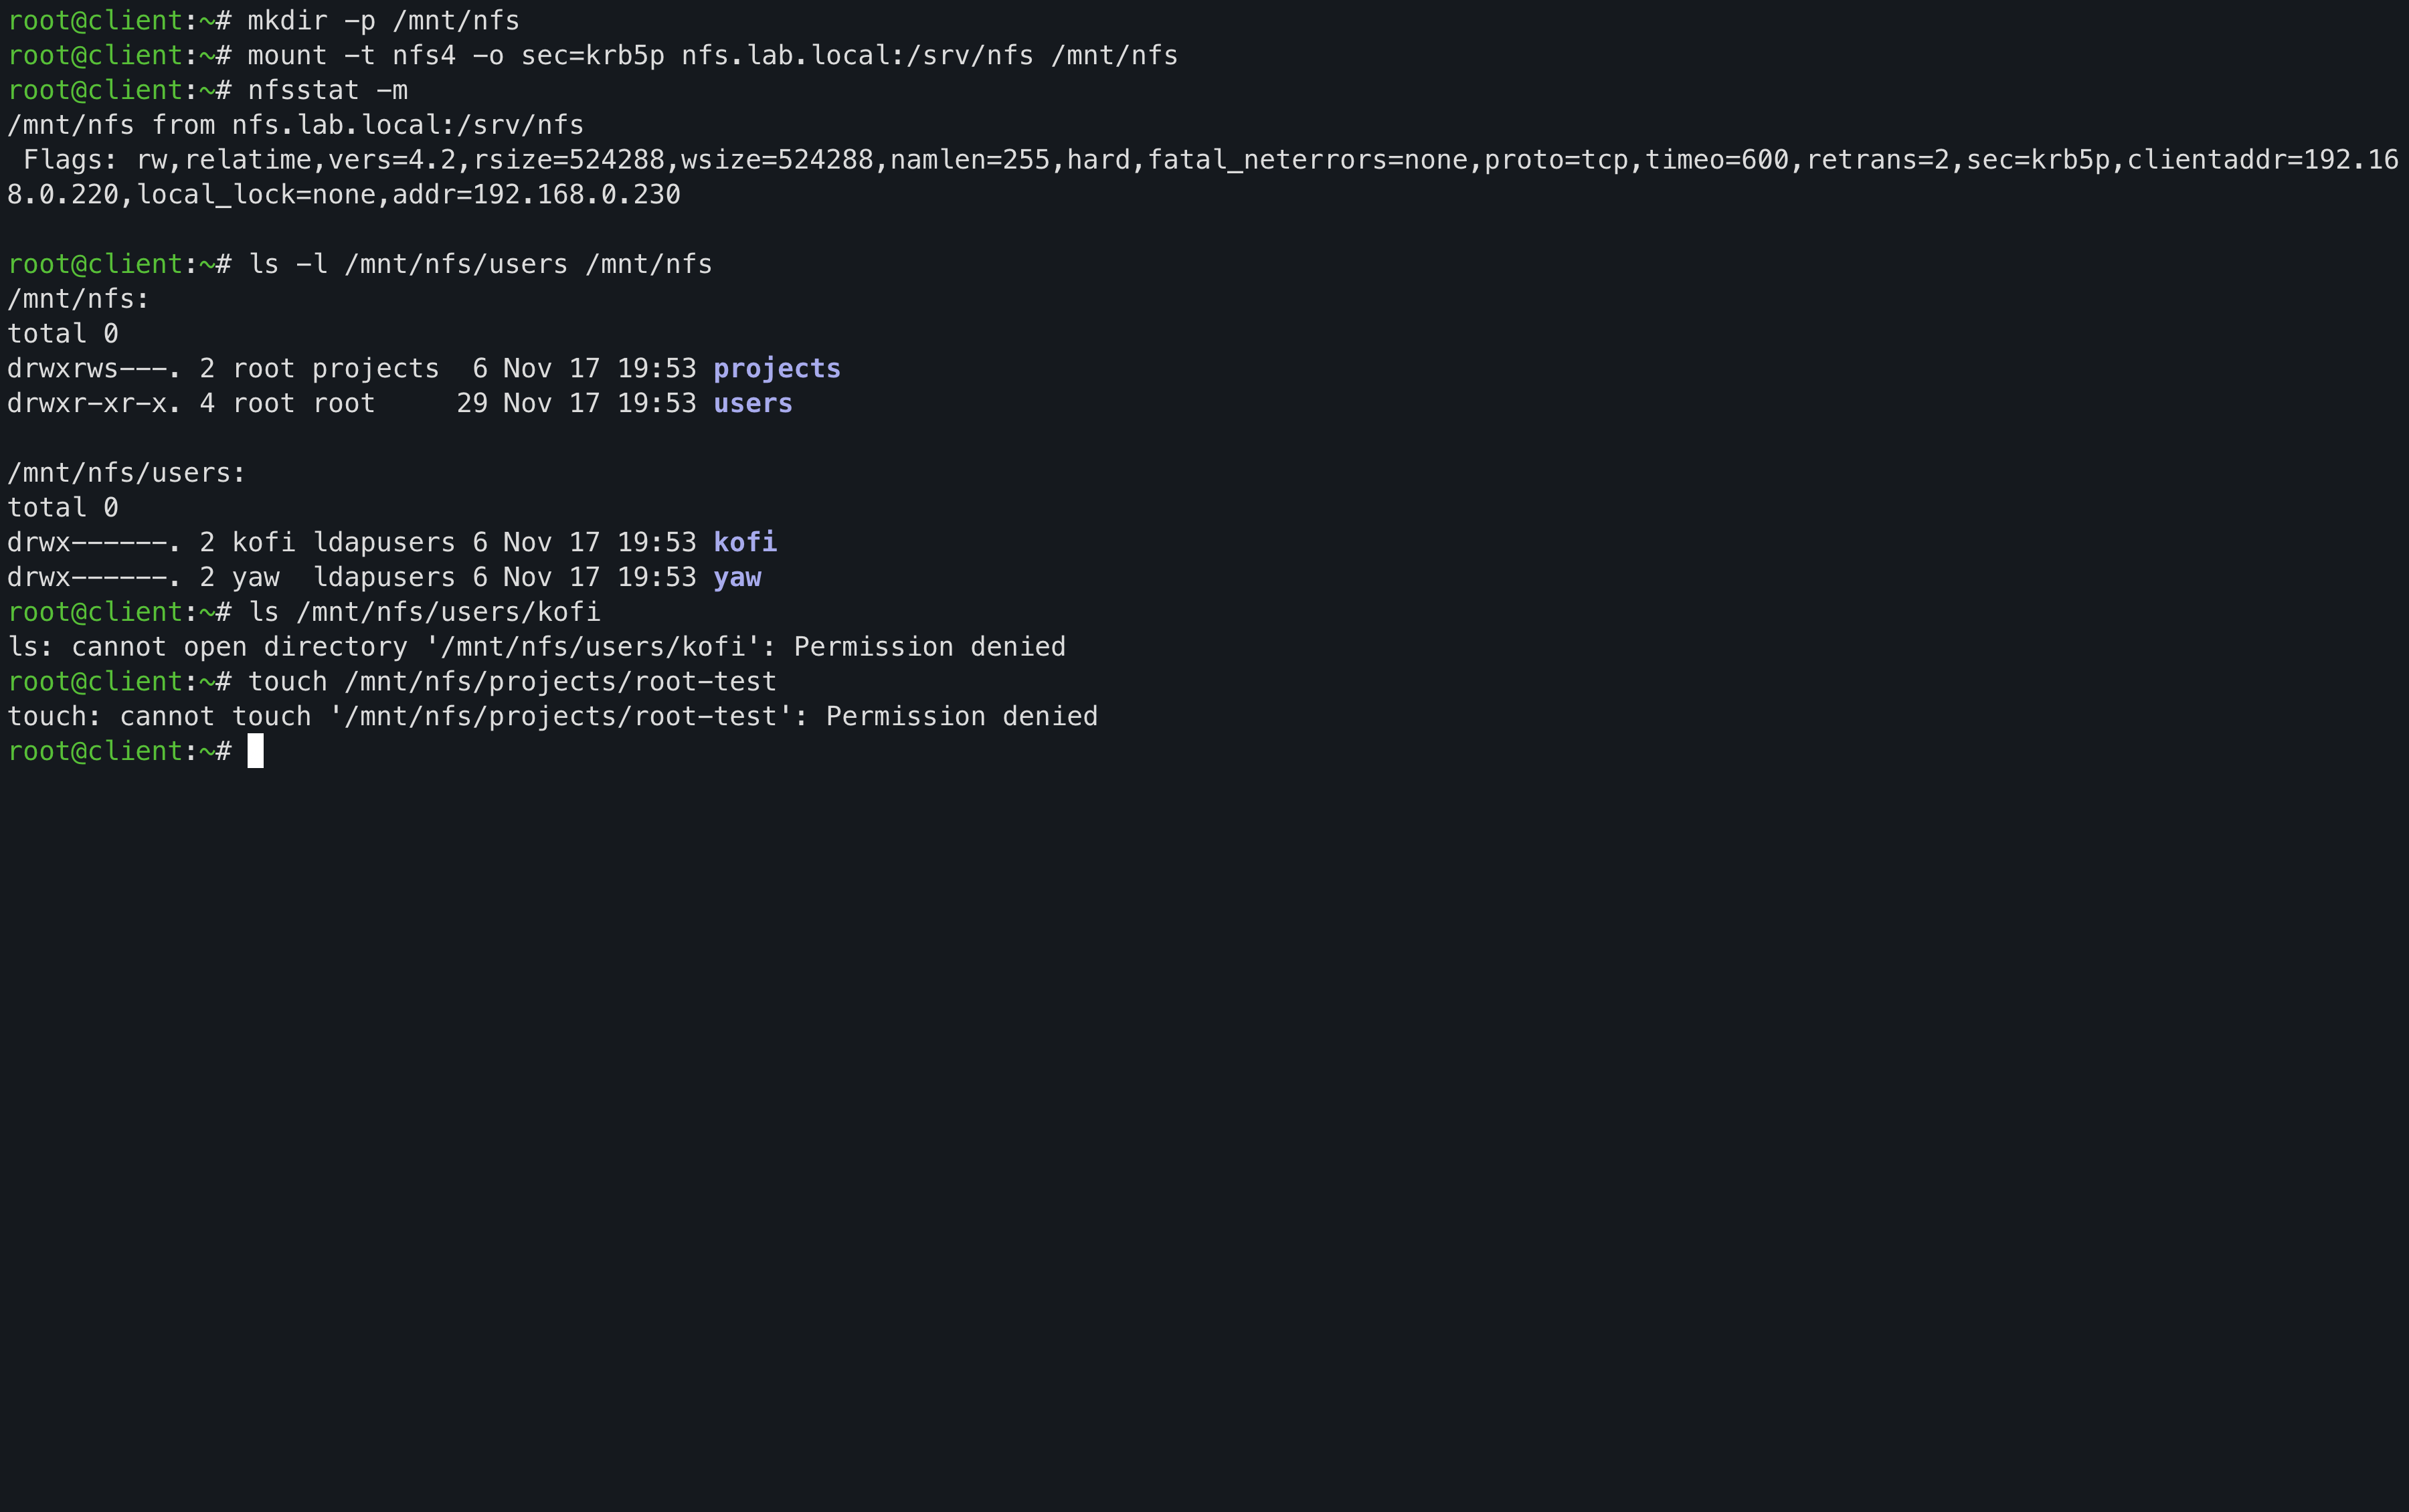 root@client:~# mkdir -p /mnt/nfs
root@client:~# mount -t nfs4 -o sec=krb5p nfs.lab.local:/srv/nfs /mnt/nfs
root@client:~# nfsstat -m
/mnt/nfs from nfs.lab.local:/srv/nfs
 Flags: rw,relatime,vers=4.2,rsize=524288,wsize=524288,namlen=255,hard,fatal_neterrors=none,proto=tcp,timeo=600,retrans=2,sec=krb5p,clientaddr=192.16
8.0.220,local_lock=none,addr=192.168.0.230

root@client:~# ls -l /mnt/nfs/users /mnt/nfs
/mnt/nfs:
total 0
drwxrws---. 2 root projects  6 Nov 17 19:53 projects
drwxr-xr-x. 4 root root     29 Nov 17 19:53 users

/mnt/nfs/users:
total 0
drwx------. 2 kofi ldapusers 6 Nov 17 19:53 kofi
drwx------. 2 yaw  ldapusers 6 Nov 17 19:53 yaw
root@client:~# ls /mnt/nfs/users/kofi
ls: cannot open directory '/mnt/nfs/users/kofi': Permission denied
root@client:~# touch /mnt/nfs/projects/root-test
touch: cannot touch '/mnt/nfs/projects/root-test': Permission denied
root@client:~#